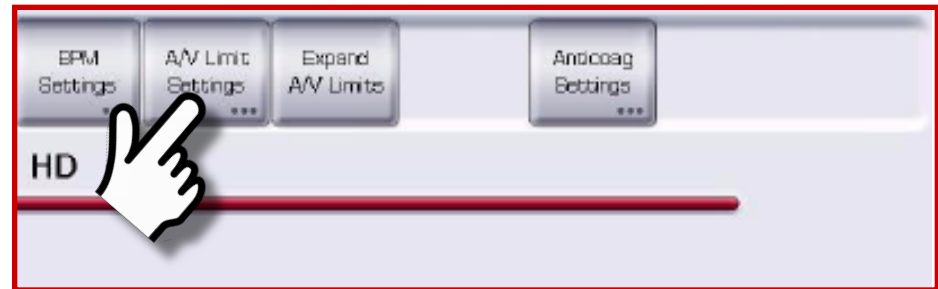 BPM
Settings
A/V Limit
Settings
Expand
A/V Limits
Anticoag
Settings
HD